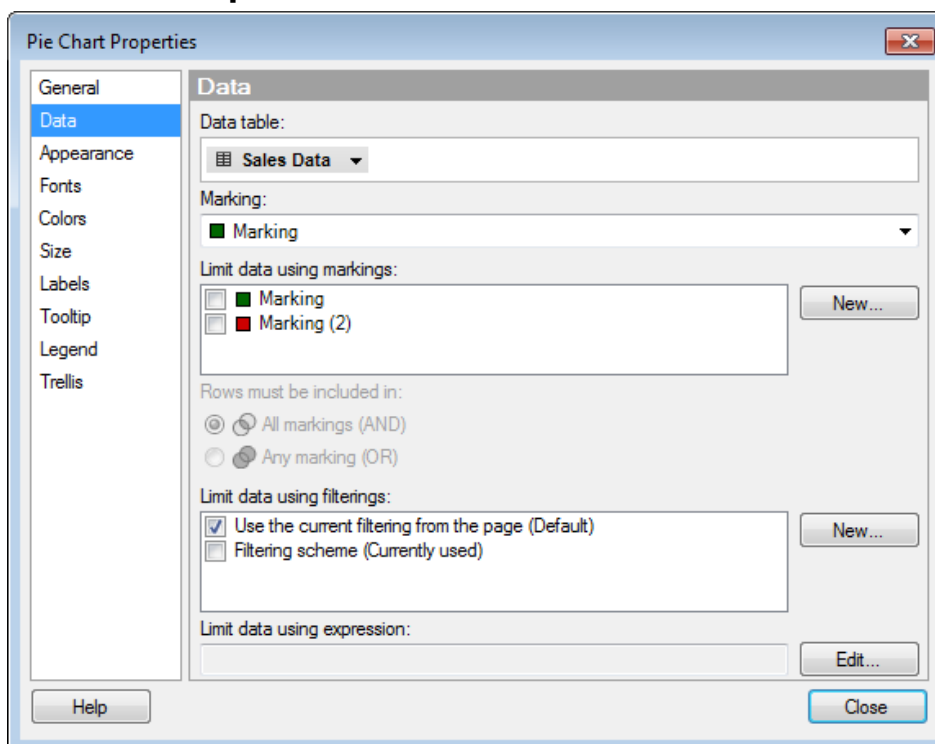 Pie Chart Properties
General
Data
Appearance
Fonts
Colors
Size
Labels
Tooltip
Legend
Trellis
Data
Data table:
Sales Data
Marking:
Marking
Limit data using markings:
Marking
Marking (2)
New...
Rows must be included in:
All markings (AND)
Any marking (OR)
Limit data using filterings:
Use the current filtering from the page (Default)
Filtering scheme (Currently used)
New...
Limit data using expression:
Edit...
Help
Close